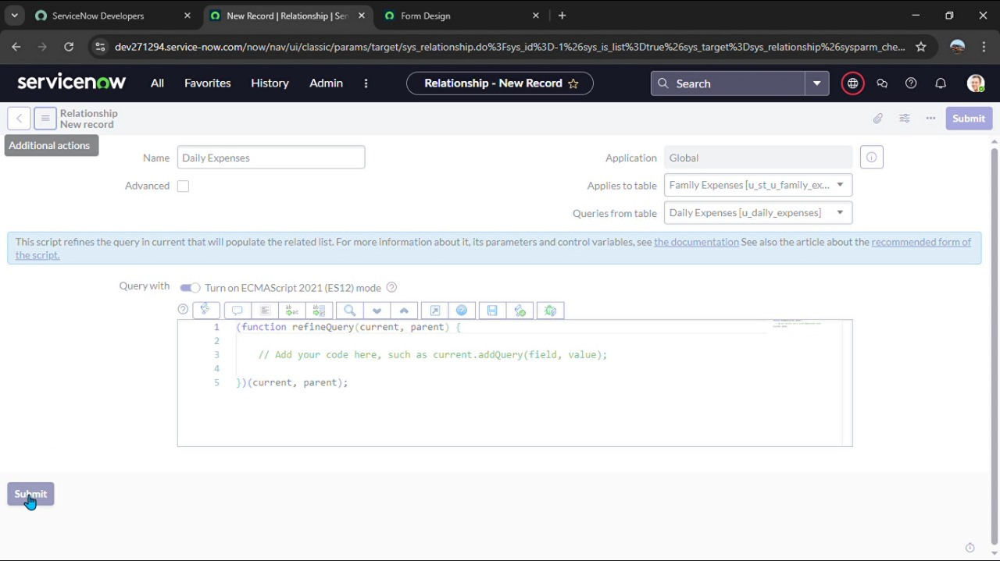 ServiceNow Developers
New Record | Relationship | Ser
Form Design
dev271294.service-now.com/now/nav/ui/classic/params/target/sys_relationship.do%3Fsys_id%3D-1%26sys_is_list%3Dtrue%26sys_target%3Dsys_relationship%26sysparm_che...
servicenow
All
Favorites
History
Admin
Relationship - New Record
Search
Relationship
New record
Submit
Additional actions
Name
Daily Expenses
Application
Global
Advanced
Applies to table
Family Expenses [u_st_u_family_ex...
Queries from table
Daily Expenses [u_daily_expenses]
This script refines the query in current that will populate the related list. For more information about it, its parameters and control variables, see the documentation See also the article about the recommended form of
the script.
Query with
Turn on ECMAScript 2021 (ES12) mode
1 (function refineQuery(current, parent) {
2
3 // Add your code here, such as current.addQuery(field, value);
4
5 })(current, parent);
Submit